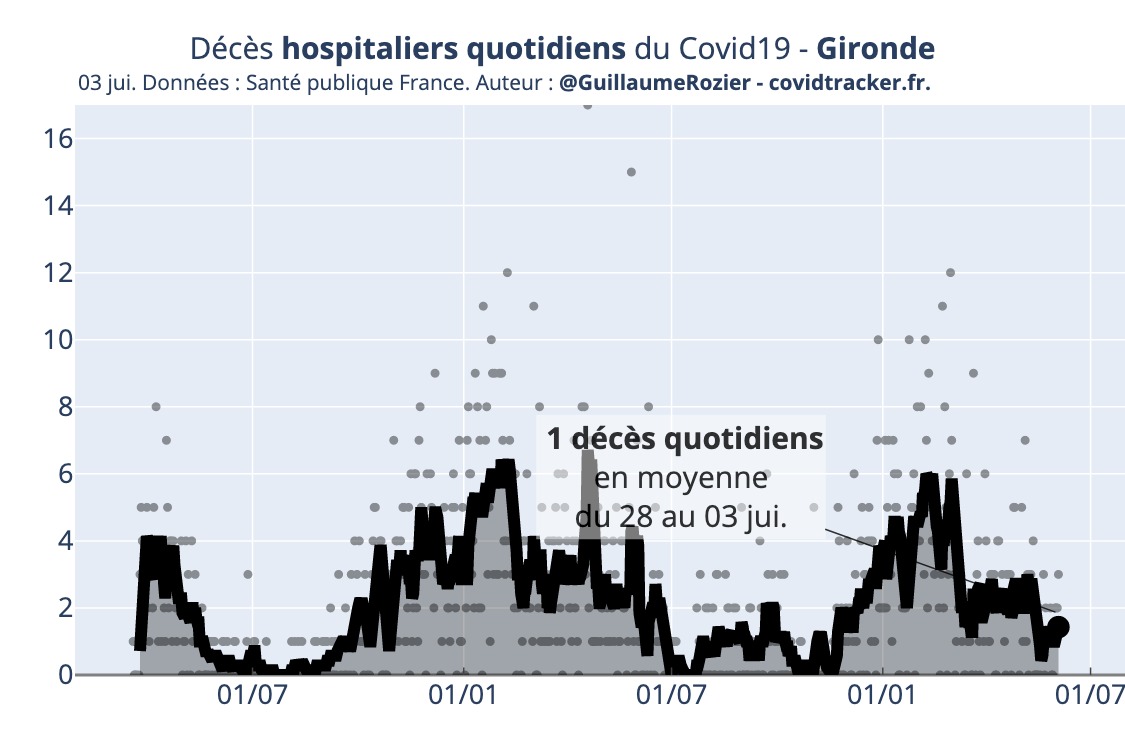 Décès hospitaliers quotidiens du Covid19 - Gironde
03 jui. Données : Santé publique France. Auteur : @GuillaumeRozier - covidtracker.fr.
16
14
12
10
8
6
4
2
0
1 décès quotidiens
en moyenne
du 28 au 03 jui.
01/07
01/01
01/07
01/01
01/07